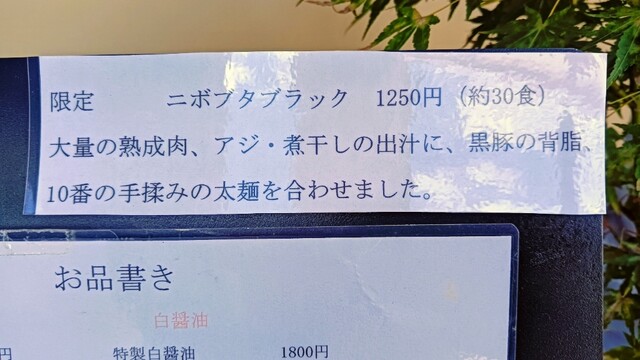 限定　ニボブタブラック　1250円（約30食）
大量の熟成肉、アジ・煮干しの出汁に、黒豚の背脂、
10番の手揉みの太麺を合わせました。
お品書き
白醤油
円　特製白醤油　1800円